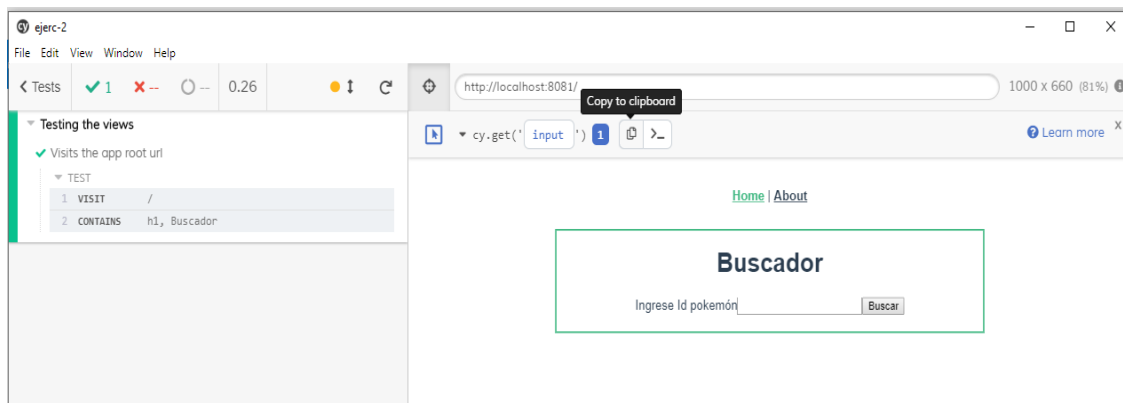 ejerc-2
File Edit View Window Help
Tests 1 -- -- 0.26
http://localhost:8081/
1000 x 660 (81%)
Copy to clipboard
Testing the views
Visits the app root url
TEST
1 VISIT /
2 CONTAINS h1, Buscador
cy.get('input') 1 >_
Learn more X
Home | About
Buscador
Ingrese Id pokemón Buscar